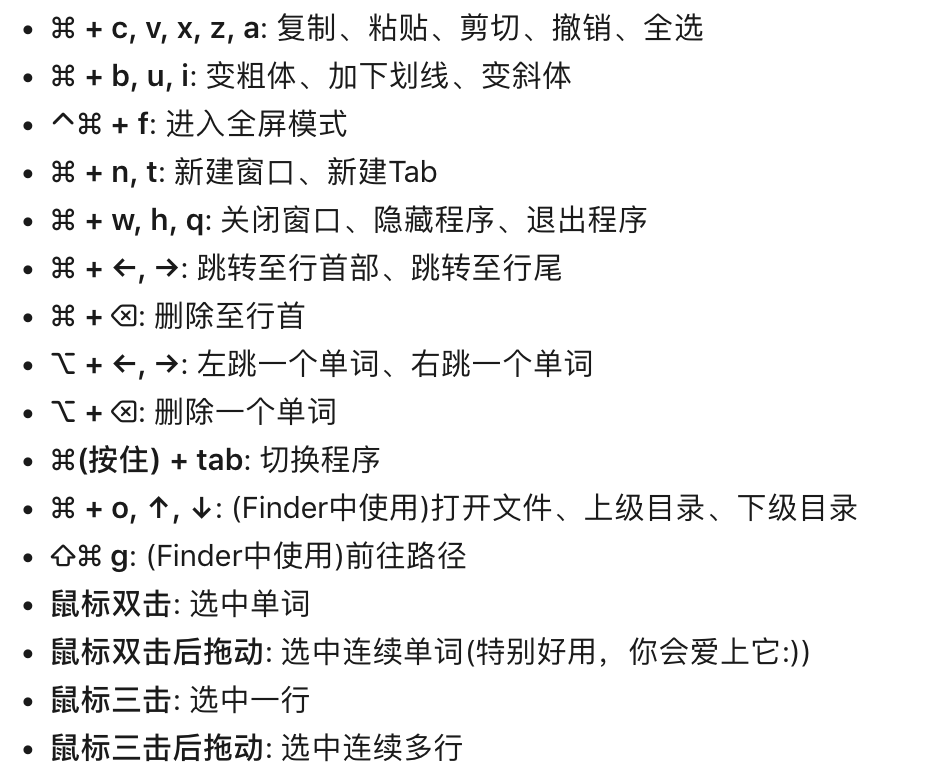 • ⌘ + c, v, x, z, a: 复制、粘贴、剪切、撤销、全选
• ⌘ + b, u, i: 变粗体、加下划线、变斜体
• ⌃⌘ + f: 进入全屏模式
• ⌘ + n, t: 新建窗口、新建Tab
• ⌘ + w, h, q: 关闭窗口、隐藏程序、退出程序
• ⌘ + ←, →: 跳转至行首部、跳转至行尾
• ⌘ + ⌫: 删除至行首
• ⌥ + ←, →: 左跳一个单词、右跳一个单词
• ⌥ + ⌫: 删除一个单词
• ⌘(按住) + tab: 切换程序
• ⌘ + o, ↑, ↓: (Finder中使用)打开文件、上级目录、下级目录
• ⇧⌘ g: (Finder中使用)前往路径
• 鼠标双击: 选中单词
• 鼠标双击后拖动: 选中连续单词(特别好用，你会爱上它:))
• 鼠标三击: 选中一行
• 鼠标三击后拖动: 选中连续多行